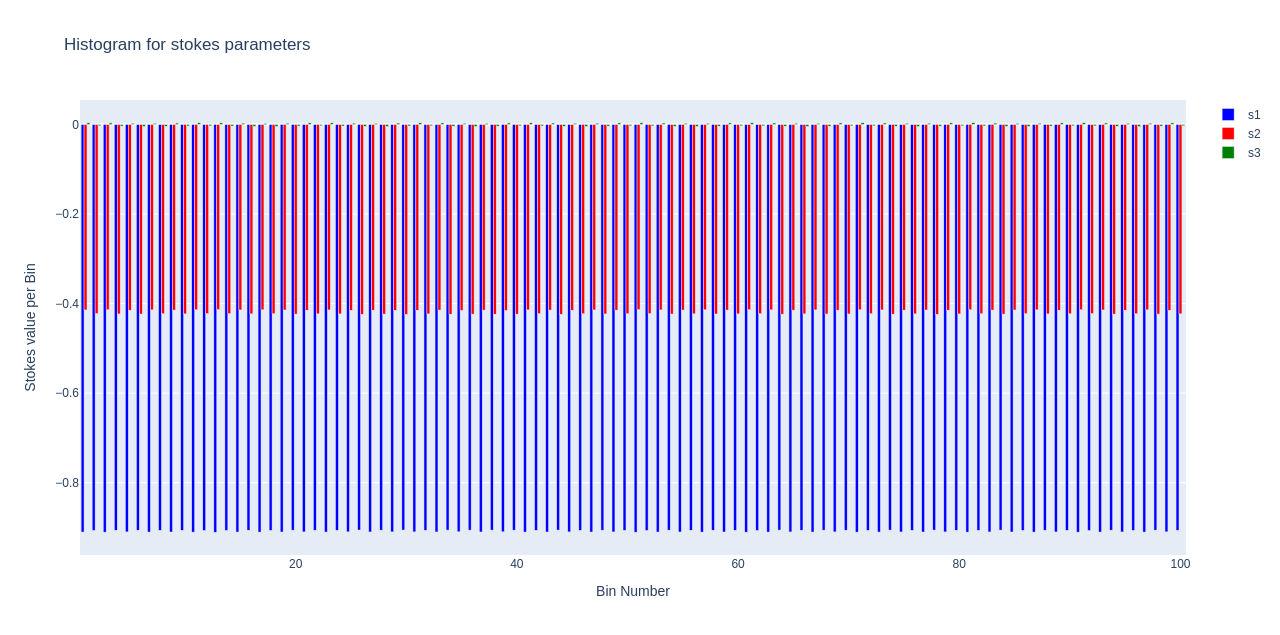 Histogram for stokes parameters
s1
s2
s3
0
−0.2
−0.4
−0.6
−0.8
Stokes value per Bin
20
40
60
80
100
Bin Number